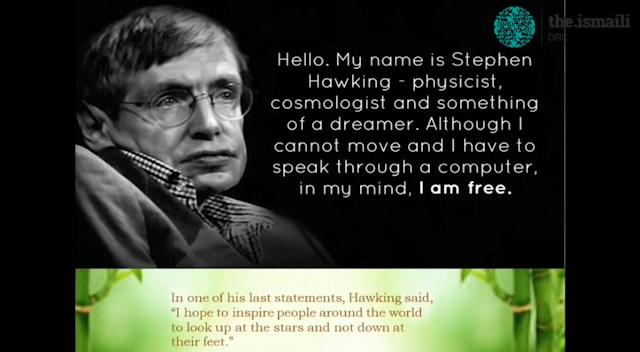 the.ismaili
DRC
Hello. My name is Stephen
Hawking - physicist,
cosmologist and something
of a dreamer. Although I
cannot move and I have to
speak through a computer,
in my mind, I am free.
In one of his last statements, Hawking said,
“I hope to inspire people around the world
to look up at the stars and not down at
their feet.”